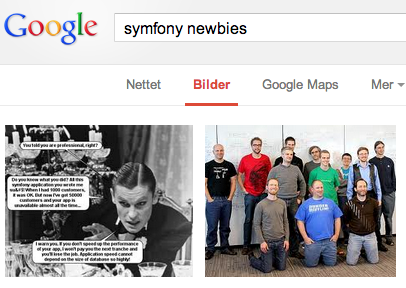 Google
symfony newbies
Nettet
Bilder
Google Maps
Mer
You told you are professional, right?
Do you know what you did? All this
symfony application you wrote me
When I had 1000 customers,
it was OK. But now I've got 50000
customers and your app is
unavailable almost all the time...
I warn you. If you don't speed up the performance
of your app, I won't pay you the next tranche and
you'll lose the job. Application speed cannot
depend on the size of database so highly!